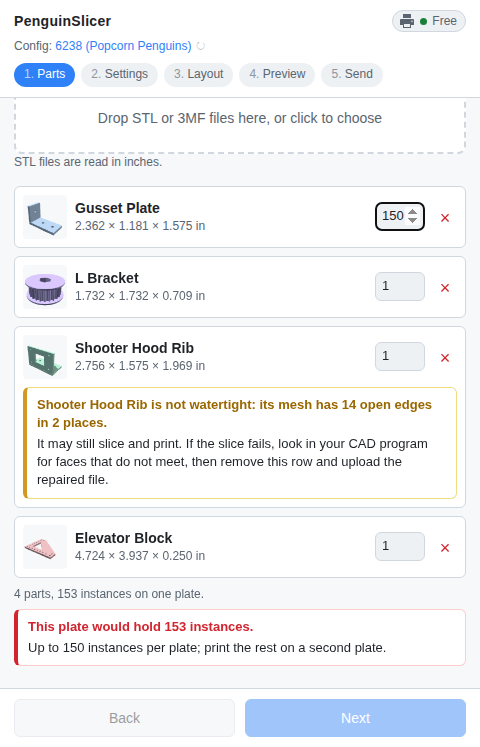 PenguinSlicer
Free
Config: 6238 (Popcorn Penguins)
1. Parts
2. Settings
3. Layout
4. Preview
5. Send
Drop STL or 3MF files here, or click to choose
STL files are read in inches.
Gusset Plate
2.362 × 1.181 × 1.575 in
150
×
L Bracket
1.732 × 1.732 × 0.709 in
1
×
Shooter Hood Rib
2.756 × 1.575 × 1.969 in
1
×
Shooter Hood Rib is not watertight: its mesh has 14 open edges
in 2 places.
It may still slice and print. If the slice fails, look in your CAD program
for faces that do not meet, then remove this row and upload the
repaired file.
Elevator Block
4.724 × 3.937 × 0.250 in
1
×
4 parts, 153 instances on one plate.
This plate would hold 153 instances.
Up to 150 instances per plate; print the rest on a second plate.
Back
Next